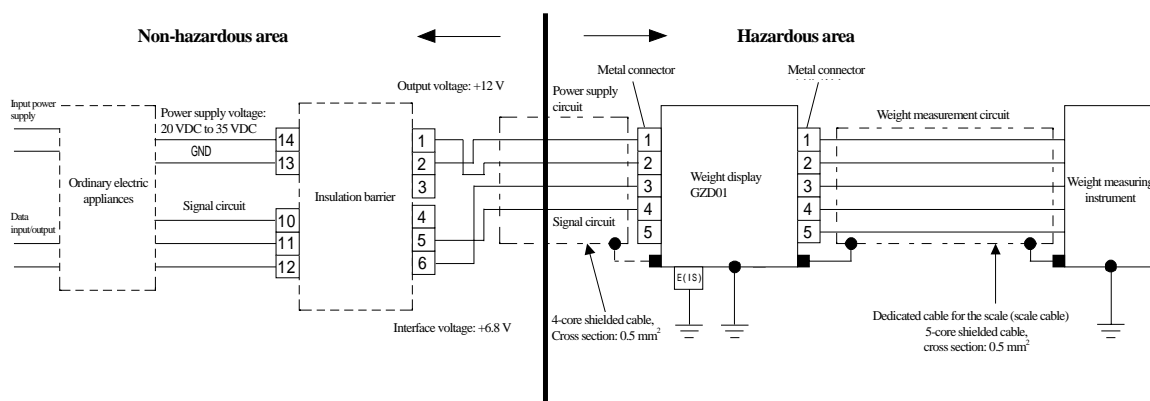 Non-hazardous area
Hazardous area
Output voltage: +12 V
Metal connector
Metal connector
Input power
supply
Power supply voltage:
20 VDC to 35 VDC
Power supply
circuit
Weight measurement circuit
14
GND
13
1
2
3
1
2
3
4
5
1
2
3
4
5
Ordinary electric
appliances
Insulation barrier
Weight display
GZD01
Weight measuring
instrument
Data
input/output
Signal circuit
10
11
12
4
5
6
Signal circuit
E(IS)
Interface voltage: +6.8 V
4-core shielded cable,
Cross section: 0.5 mm²
Dedicated cable for the scale (scale cable)
5-core shielded cable,
cross section: 0.5 mm²